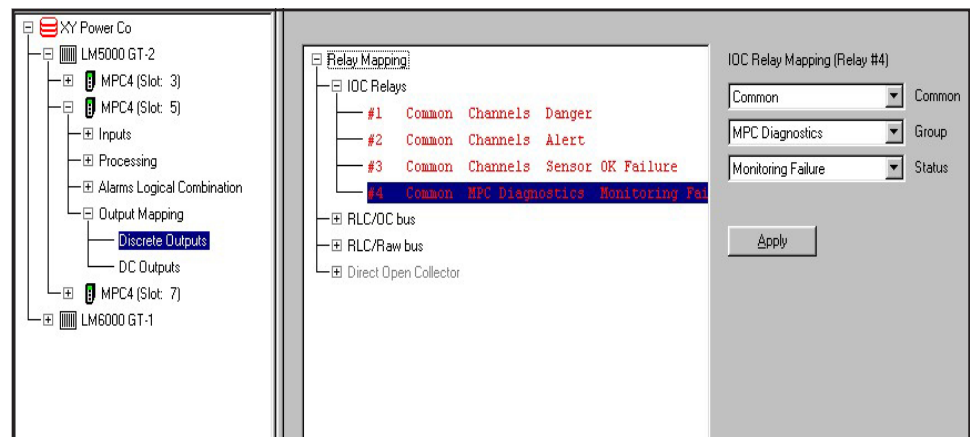 XY Power Co
LM5000 GT-2
MPC4 (Slot: 3)
MPC4 (Slot: 5)
Inputs
Processing
Alarms Logical Combination
Output Mapping
Discrete Outputs
DC Outputs
MPC4 (Slot: 7)
LM6000 GT-1
Relay Mapping
IOC Relays
#1 Common Channels Danger
#2 Common Channels Alert
#3 Common Channels Sensor OK Failure
#4 Common MPC Diagnostics Monitoring Fai
RLC/OC bus
RLC/Raw bus
Direct Open Collector
IOC Relay Mapping (Relay #4)
Common Common
MPC Diagnostics Group
Monitoring Failure Status
Apply